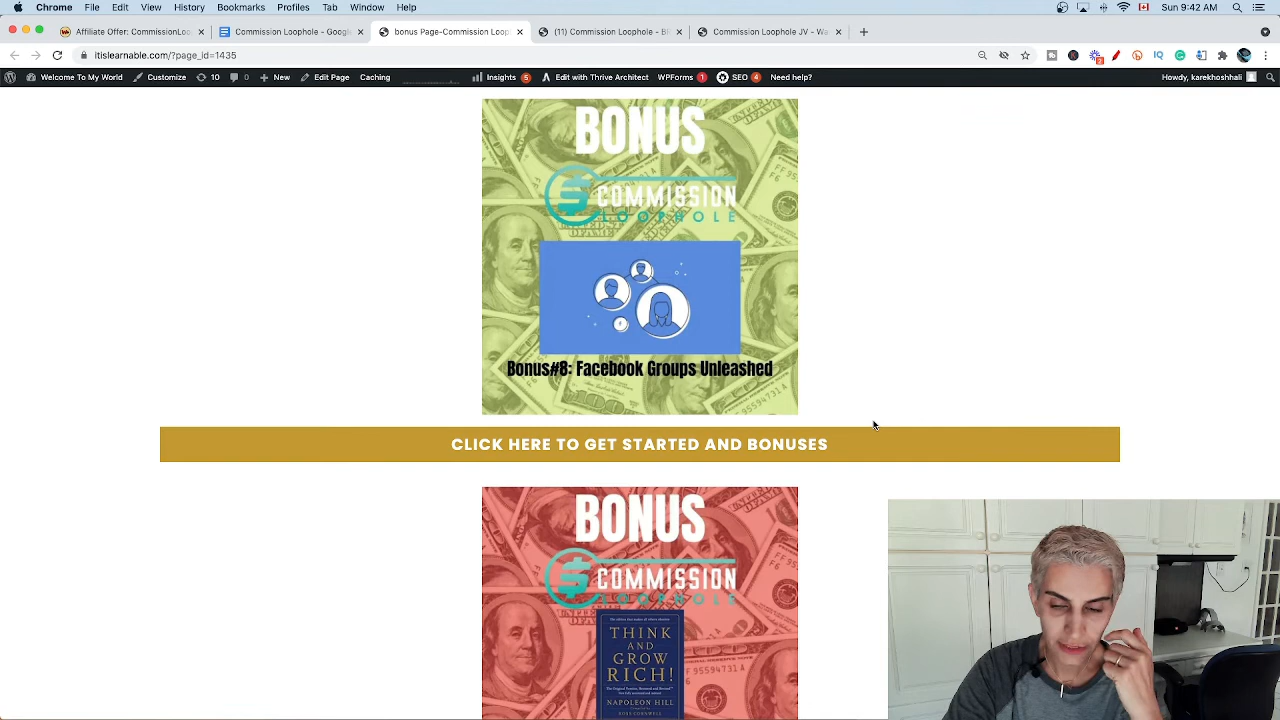 Chrome File Edit View History Bookmarks Profiles Tab Window Help
Sun 9:42 AM
Affiliate Offer: CommissionLoo
Commission Loophole - Googl
bonus Page-Commission Loop
(11) Commission Loophole - BF
Commission Loophole JV - Wa
itislearnable.com/?page_id=1435
Welcome To My World Customize 10 0 New Edit Page Caching Insights 5 Edit with Thrive Architect WPForms 1 SEO 4 Need help? Howdy, karekhoshhali
BONUS
COMMISSION
LOOPHOLE
Bonus#8: Facebook Groups Unleashed
CLICK HERE TO GET STARTED AND BONUSES
BONUS
COMMISSION
LOOPHOLE
THINK
AND
GROW
RICH!
NAPOLEON HILL